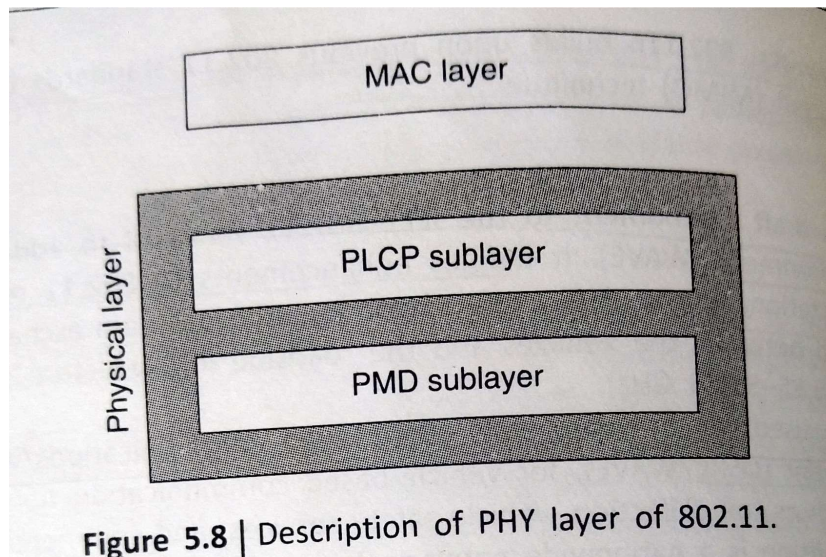 MAC layer
Physical layer
PLCP sublayer
PMD sublayer
Figure 5.8 | Description of PHY layer of 802.11.